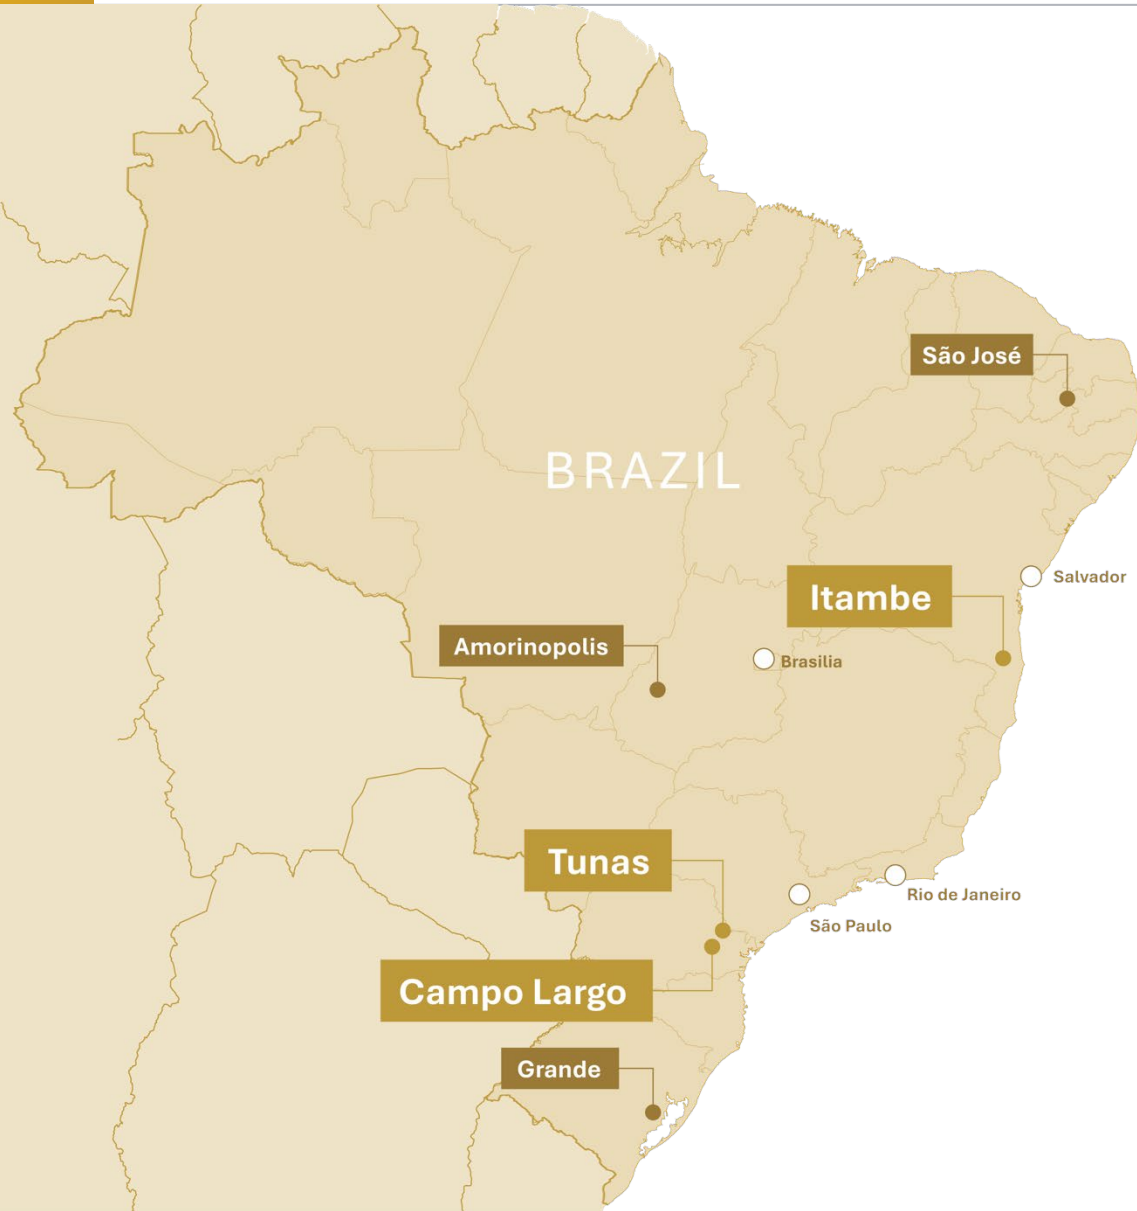 São José
BRAZIL
Salvador
Itambe
Amorinopolis
Brasilia
Tunas
Rio de Janeiro
São Paulo
Campo Largo
Grande